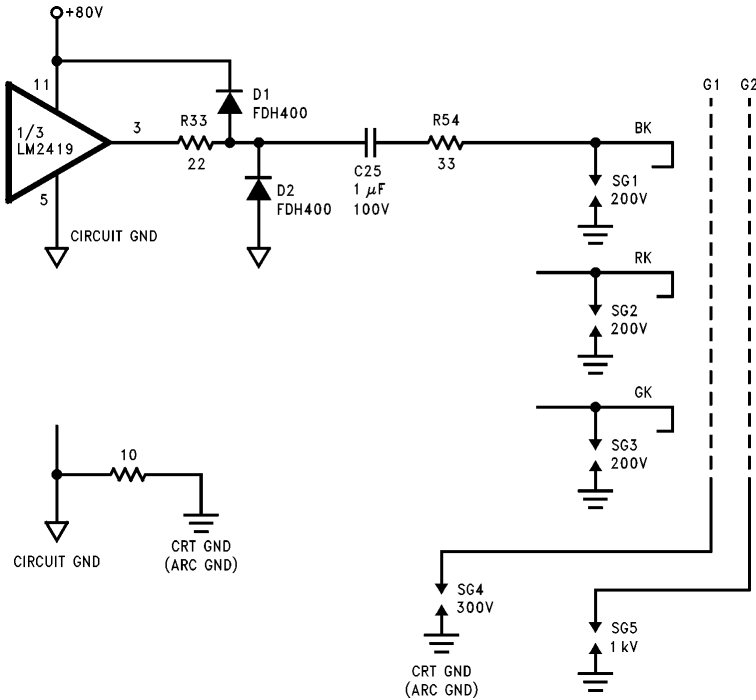 +80V
G1
G2
11
D1
FDH400
R33
R54
1/3
LM2419
3
BK
22
33
C25
1 μF
100V
SG1
200V
5
D2
FDH400
CIRCUIT GND
RK
SG2
200V
GK
10
SG3
200V
CIRCUIT GND
CRT GND
(ARC GND)
SG4
300V
SG5
1 kV
CRT GND
(ARC GND)